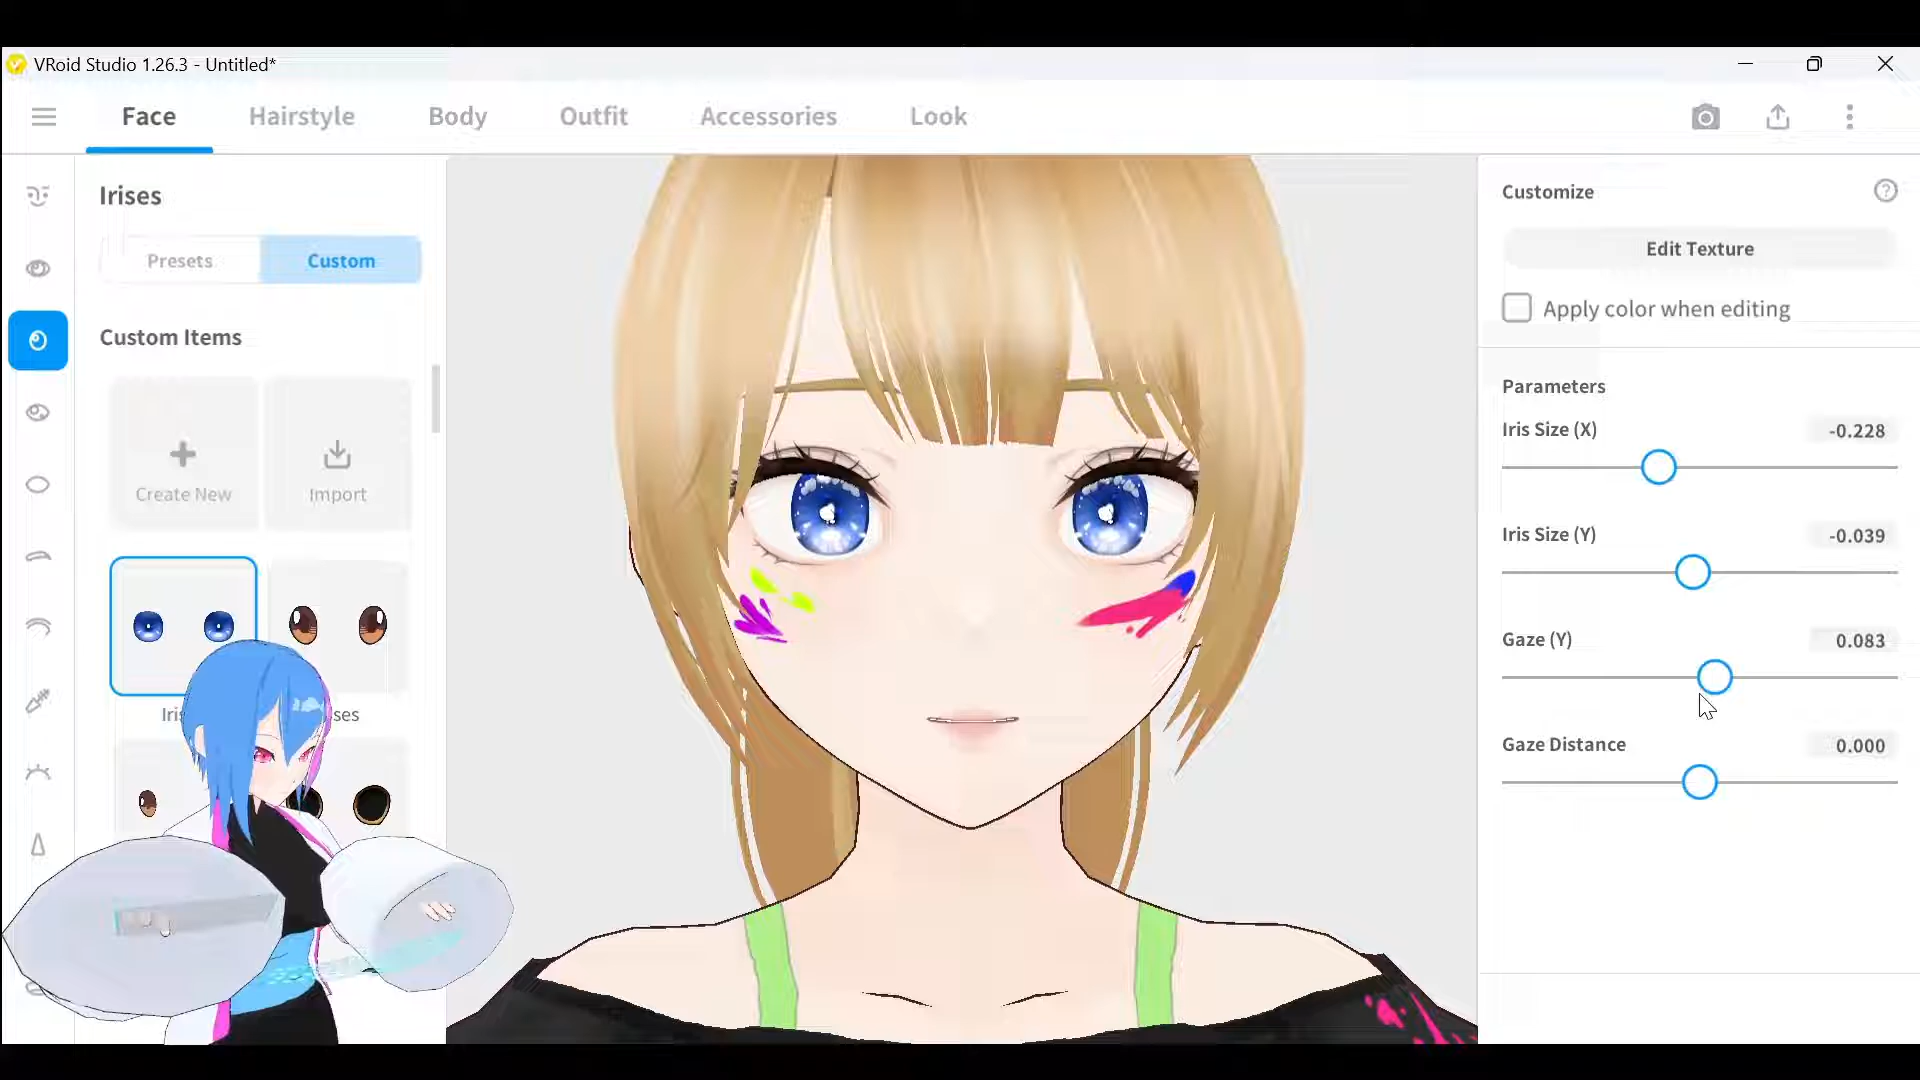 VRoid Studio 1.26.3 - Untitled*
Face
Hairstyle
Body
Outfit
Accessories
Look
Irises
Presets
Custom
Custom Items
Create New
Import
Customize
Edit Texture
Apply color when editing
Parameters
Iris Size (X)
-0.228
Iris Size (Y)
-0.039
Gaze (Y)
0.083
Gaze Distance
0.000